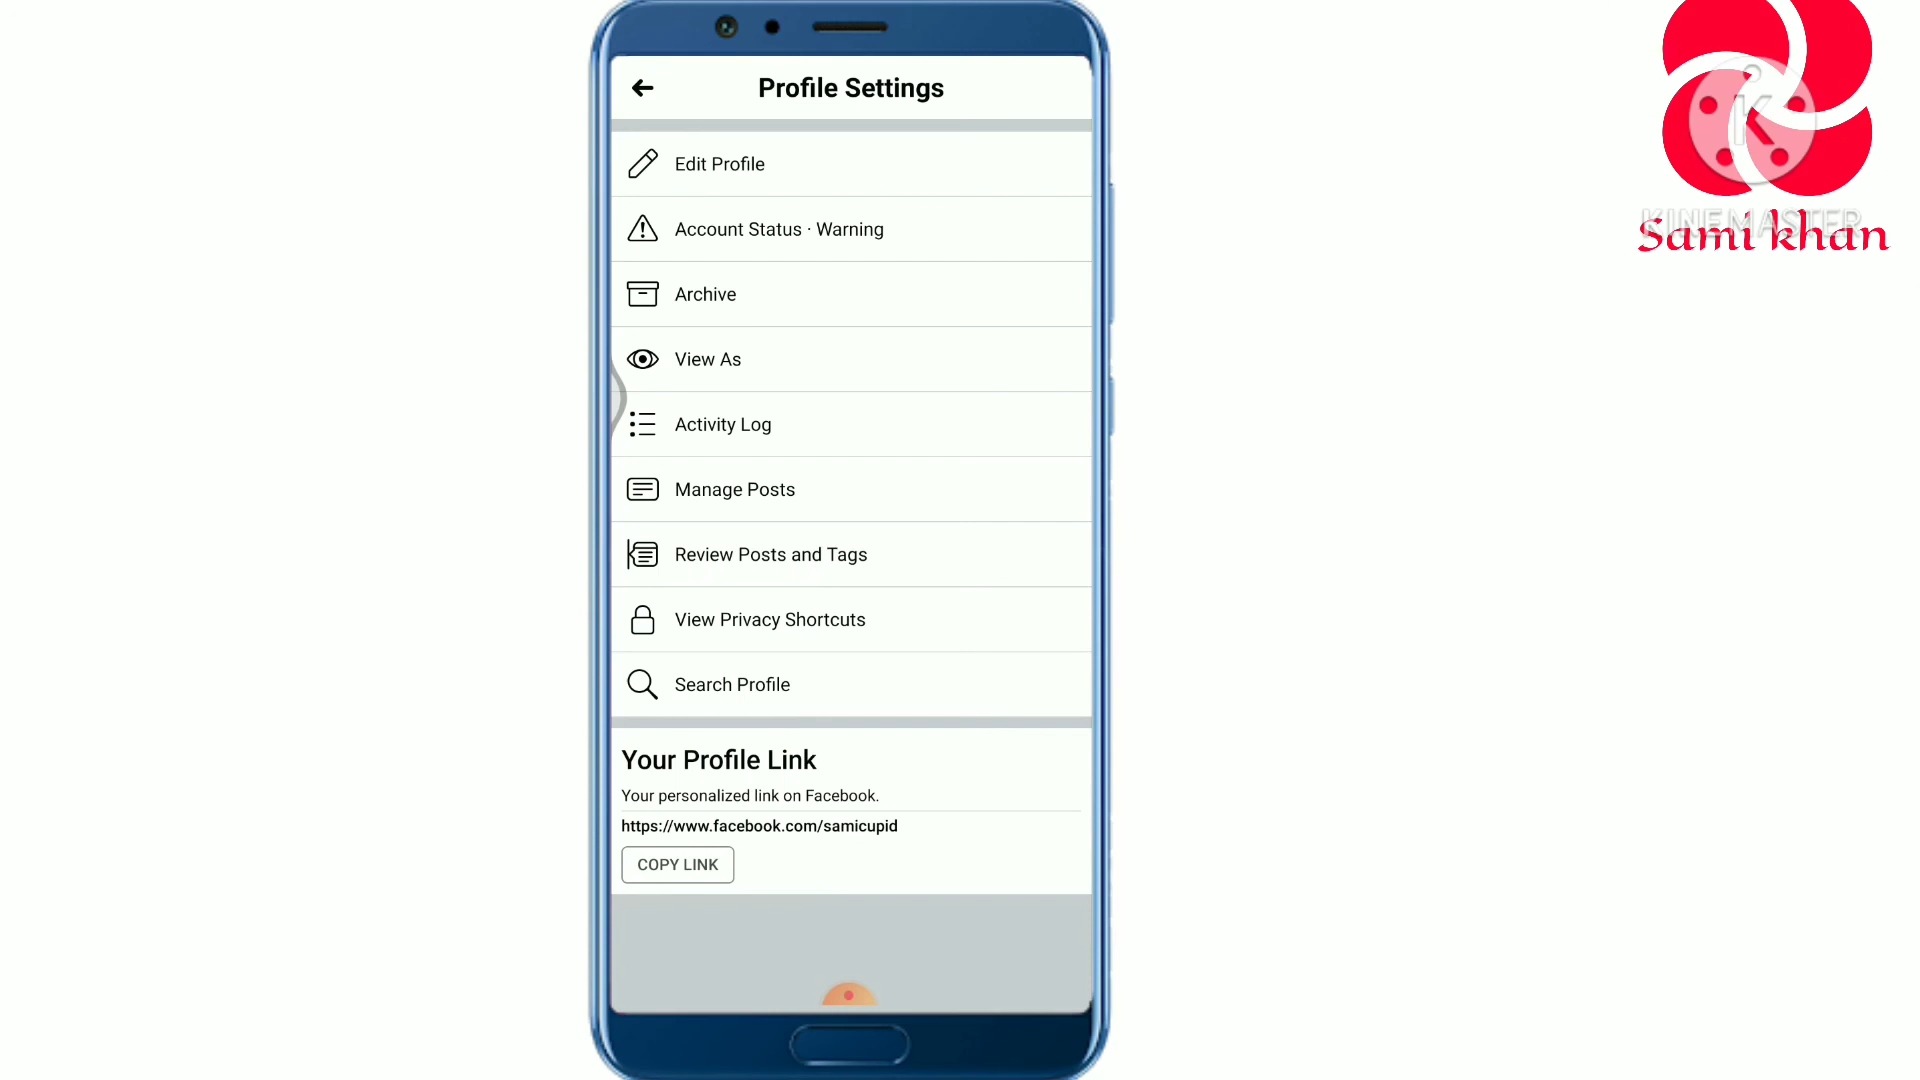 Profile Settings
Edit Profile
Account Status · Warning
Archive
View As
Activity Log
Manage Posts
Review Posts and Tags
View Privacy Shortcuts
Search Profile
Your Profile Link
Your personalized link on Facebook.
https://www.facebook.com/samicupid
COPY LINK
K
KINEMASTER
Sami khan